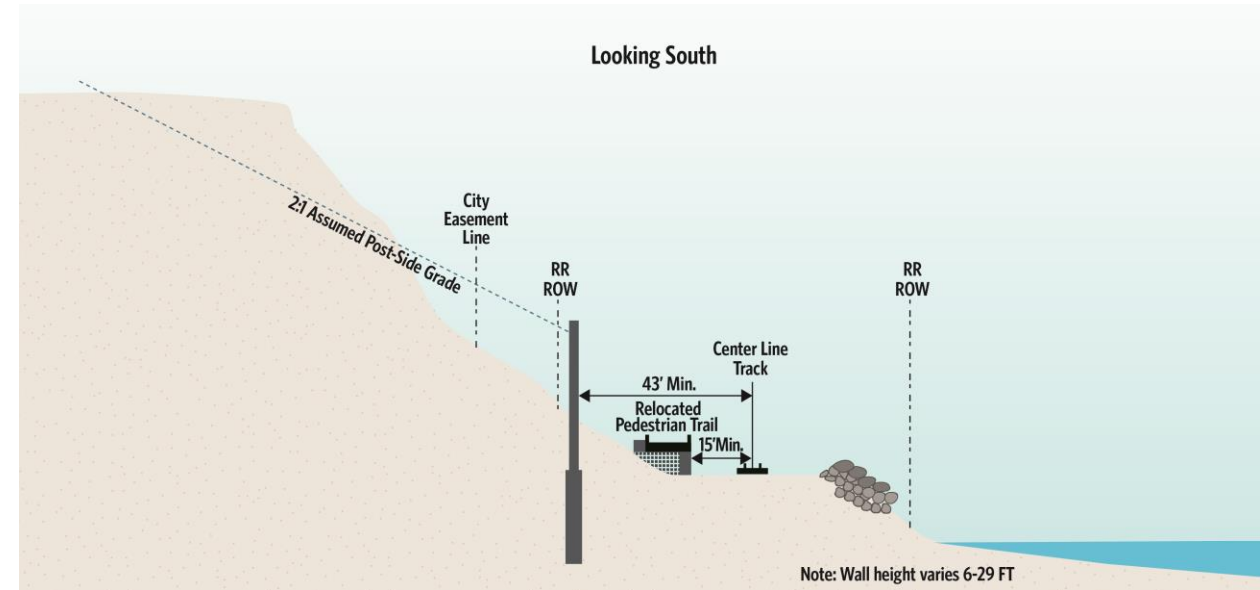 Looking South
2:1 Assumed Post-Side Grade
City
Easement
Line
RR
ROW
RR
ROW
Center Line
Track
43' Min.
Relocated
Pedestrian Trail
15'Min.
Note: Wall height varies 6-29 FT